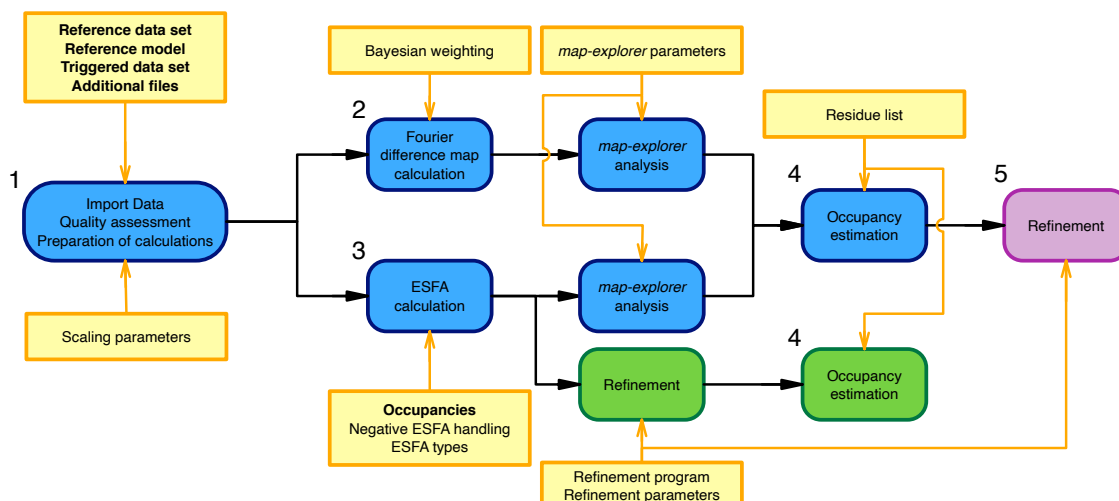 Reference data set
Reference model
Triggered data set
Additional files
Bayesian weighting
map-explorer parameters
Residue list
1
Import Data
Quality assessment
Preparation of calculations
Scaling parameters
2
Fourier
difference map
calculation
map-explorer
analysis
3
ESFA
calculation
map-explorer
analysis
4
Occupancy
estimation
5
Refinement
Occupancies
Negative ESFA handling
ESFA types
Refinement
4
Occupancy
estimation
Refinement program
Refinement parameters